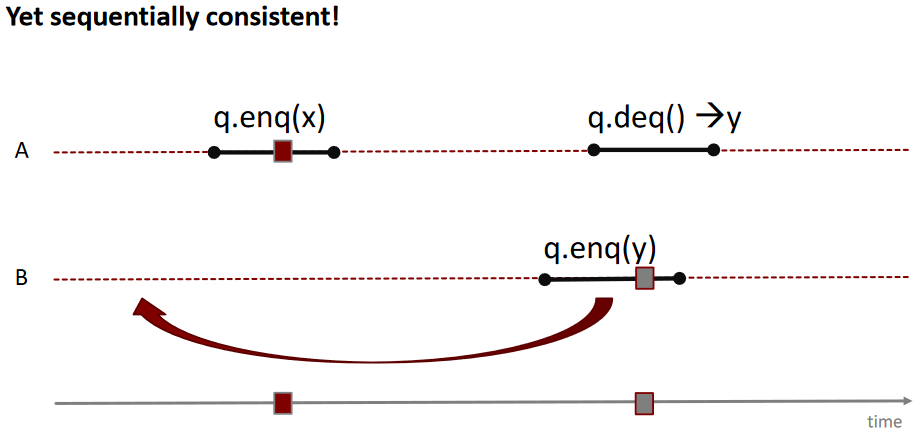 Yet sequentially consistent!
q.enq(x)
q.deq() →y
A
q.enq(y)
B
time